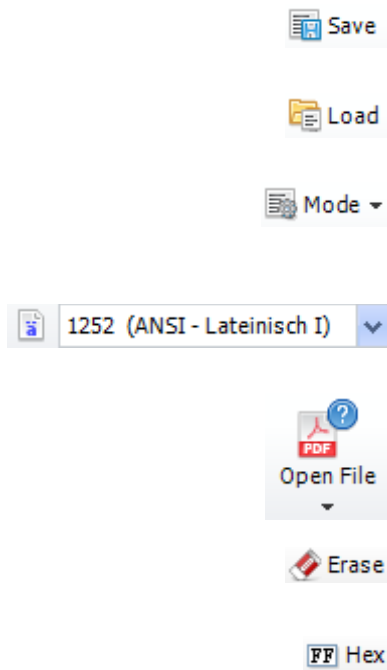 Save
Load
Mode
ä 1252 (ANSI - Lateinisch I)
PDF
Open File
Erase
FF Hex